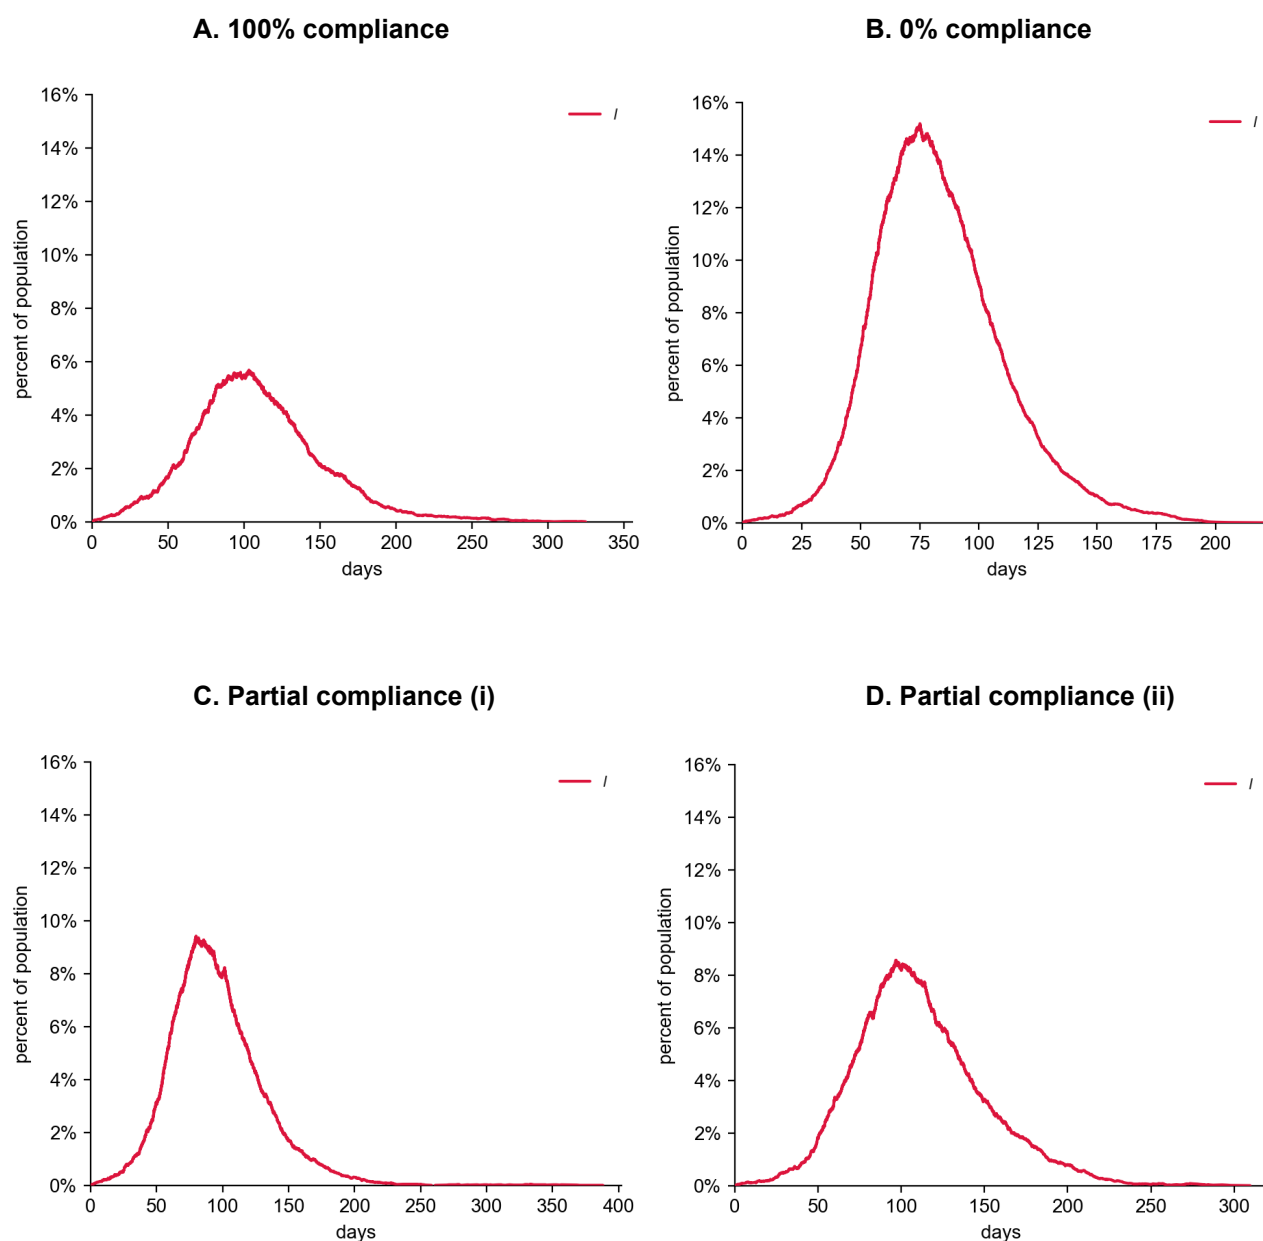 A. 100% compliance
16%
14%
12%
10%
8%
6%
4%
2%
0%
percent of population
0 50 100 150 200 250 300 350
days
I
B. 0% compliance
16%
14%
12%
10%
8%
6%
4%
2%
0%
percent of population
0 25 50 75 100 125 150 175 200
days
I
C. Partial compliance (i)
16%
14%
12%
10%
8%
6%
4%
2%
0%
percent of population
0 50 100 150 200 250 300 350 400
days
I
D. Partial compliance (ii)
16%
14%
12%
10%
8%
6%
4%
2%
0%
percent of population
0 50 100 150 200 250 300
days
I